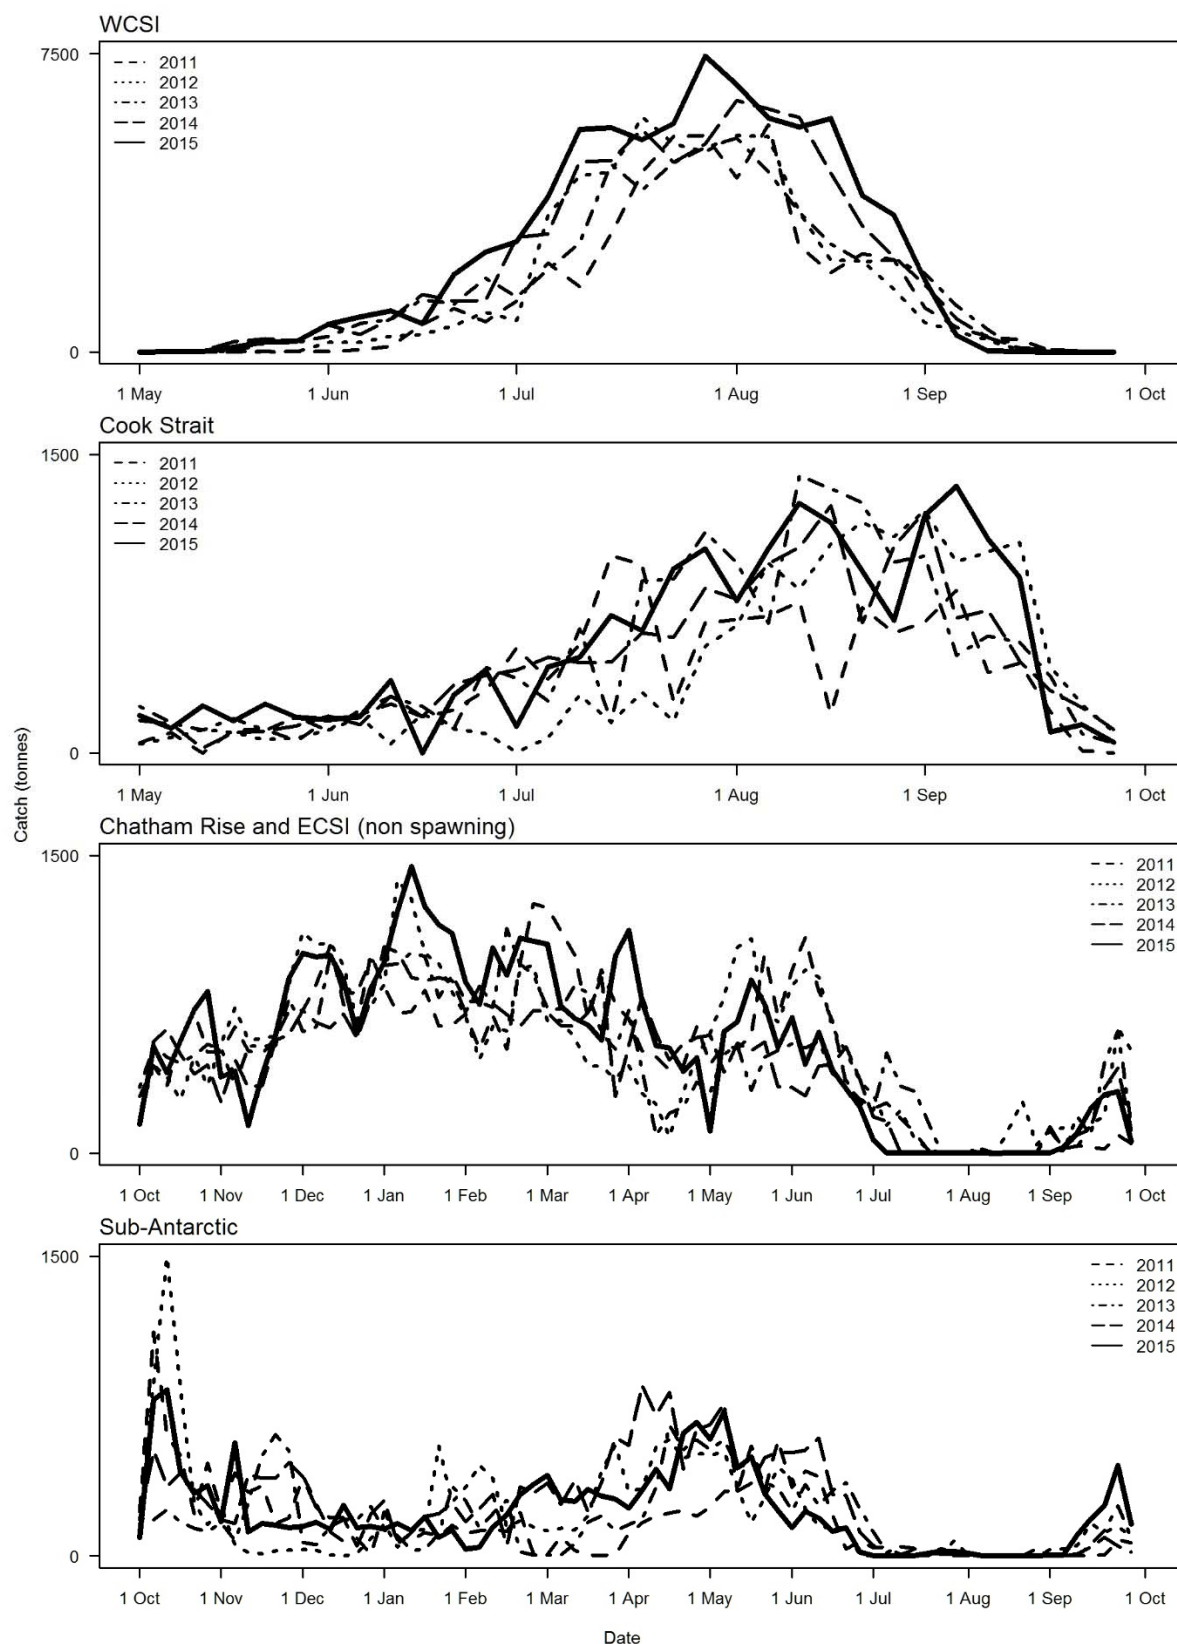 WCSI
7500
0
2011
2012
2013
2014
2015
1 May 1 Jun 1 Jul 1 Aug 1 Sep 1 Oct
Cook Strait
1500
0
2011
2012
2013
2014
2015
1 May 1 Jun 1 Jul 1 Aug 1 Sep 1 Oct
Catch (tonnes)
Chatham Rise and ECSI (non spawning)
1500
0
2011
2012
2013
2014
2015
1 Oct 1 Nov 1 Dec 1 Jan 1 Feb 1 Mar 1 Apr 1 May 1 Jun 1 Jul 1 Aug 1 Sep 1 Oct
Sub-Antarctic
1500
0
2011
2012
2013
2014
2015
1 Oct 1 Nov 1 Dec 1 Jan 1 Feb 1 Mar 1 Apr 1 May 1 Jun 1 Jul 1 Aug 1 Sep 1 Oct
Date